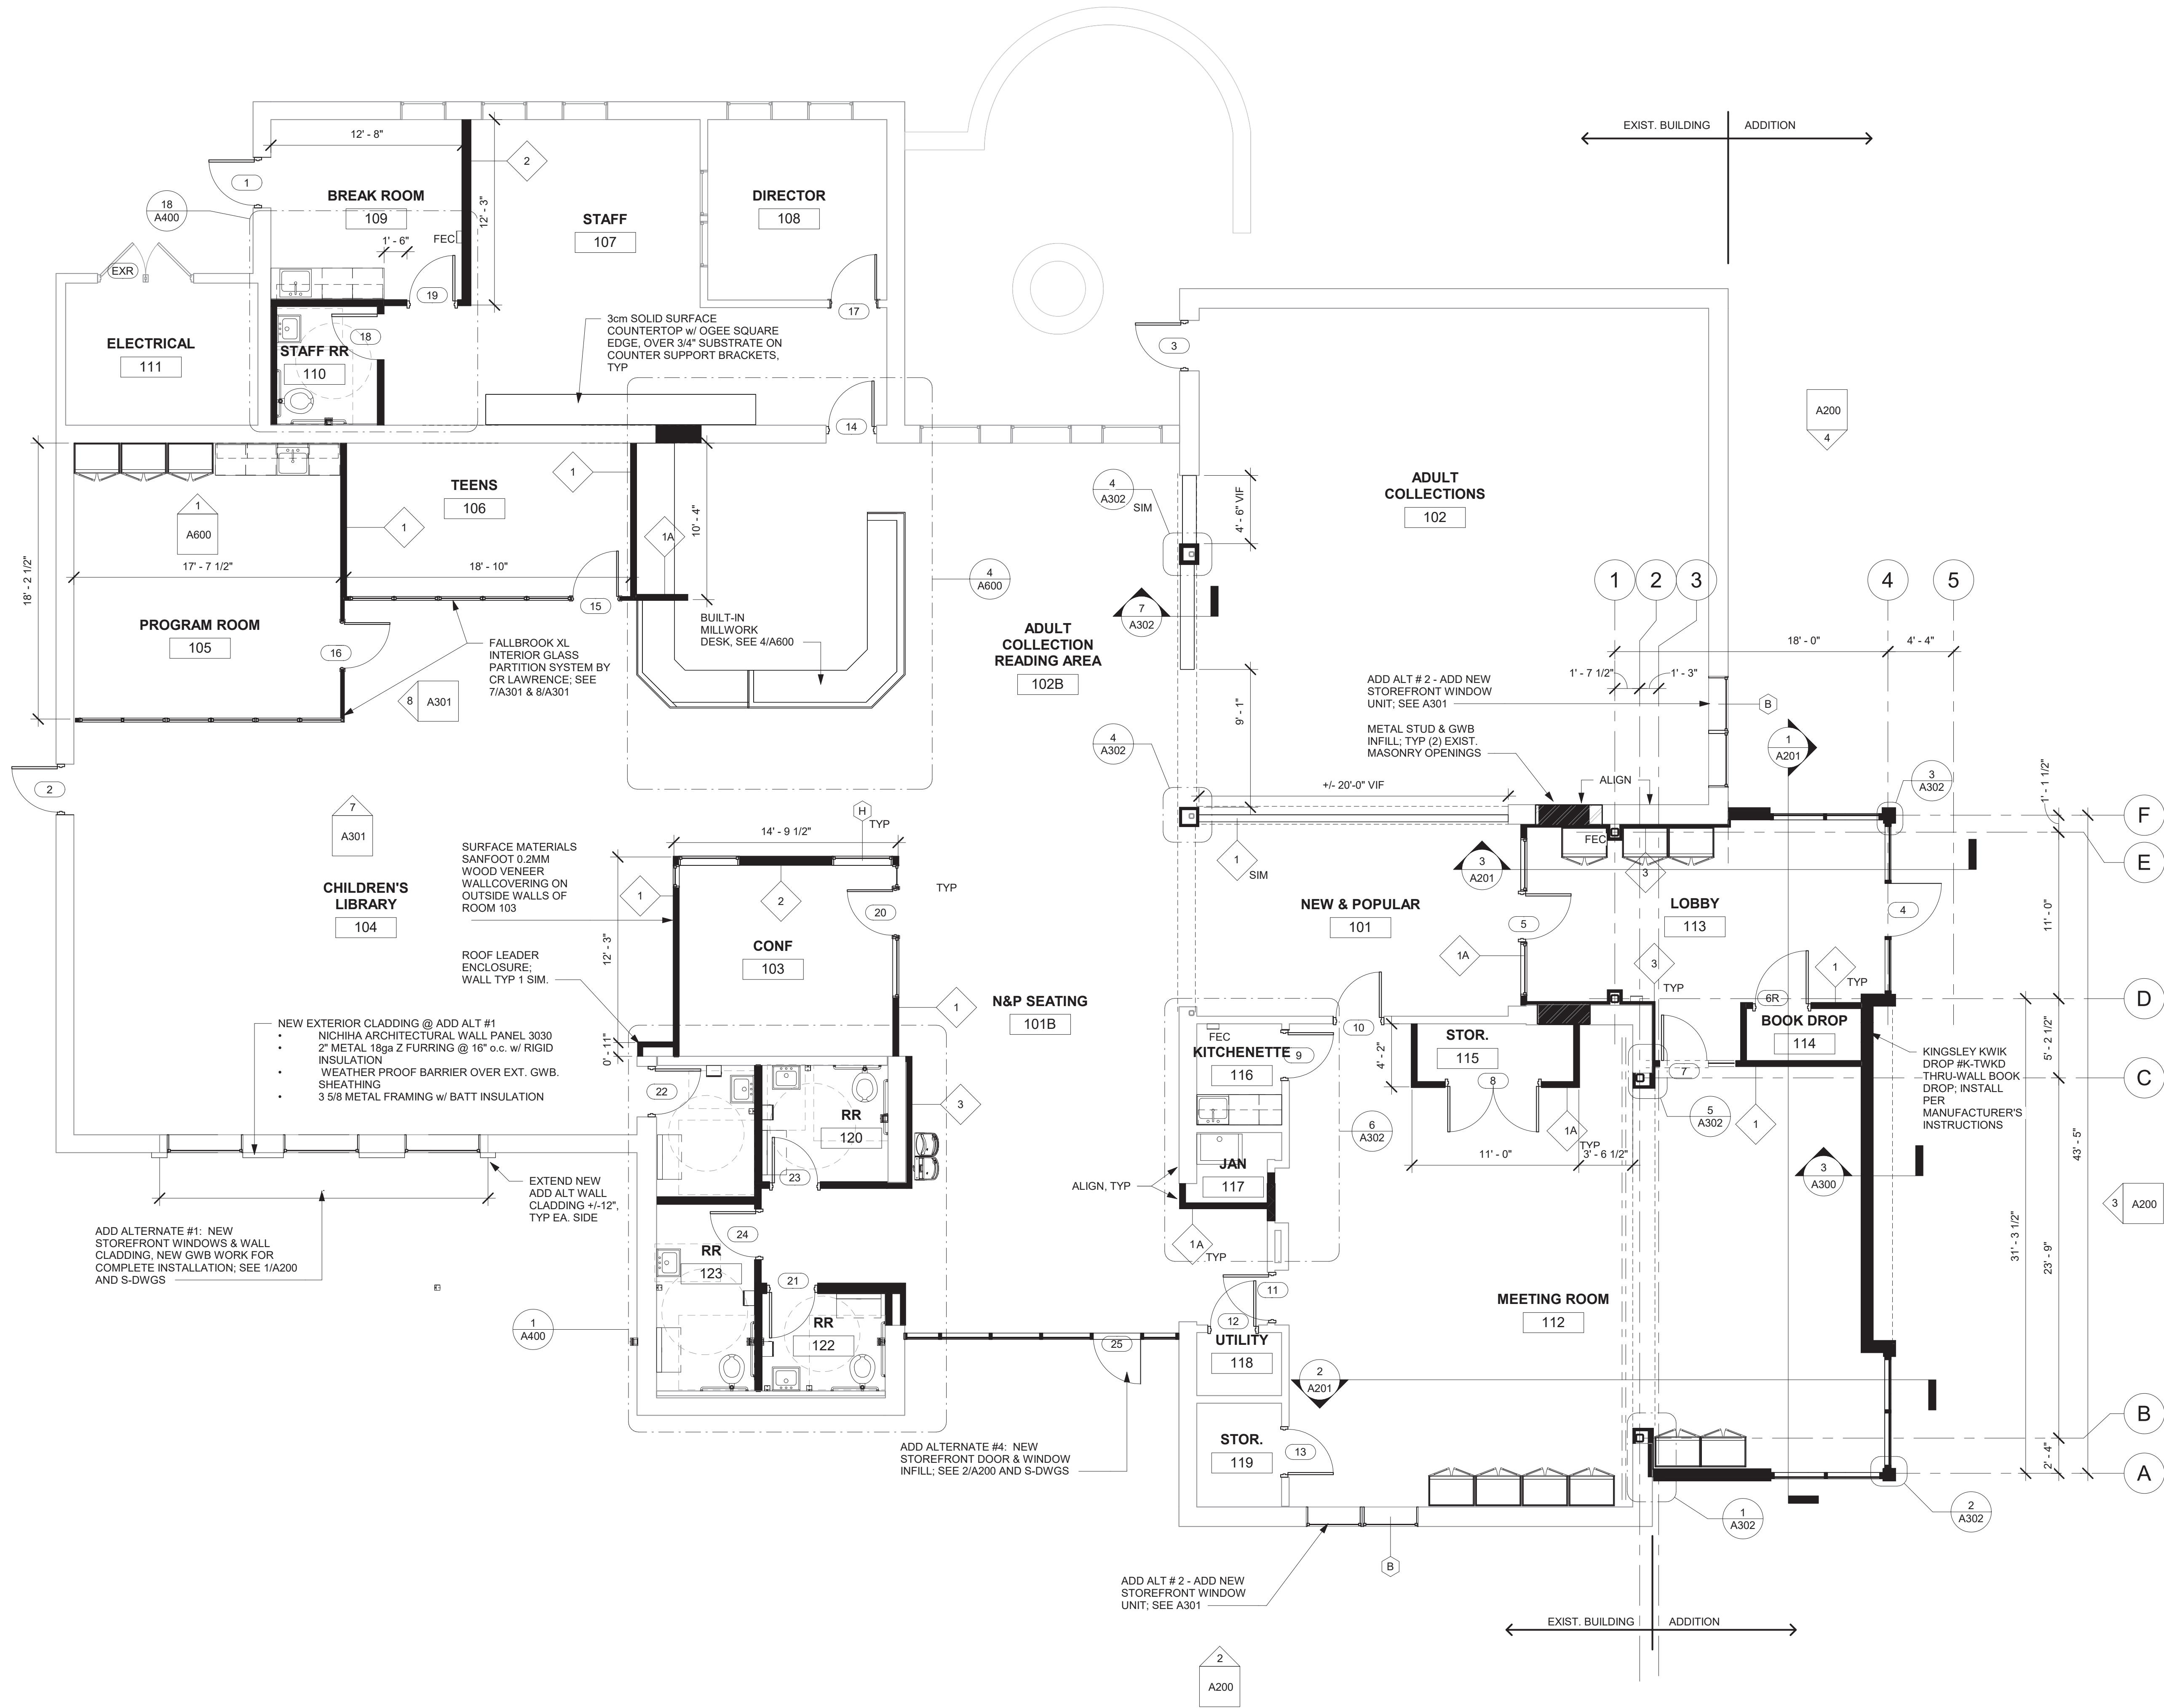 EXIST. BUILDING
ADDITION
12' - 8"
1
18
A400
BREAK ROOM
109
1' - 6"
FEC
12' - 3"
2
STAFF
107
DIRECTOR
108
EXR
19
17
18
ELECTRICAL
111
STAFF RR
110
3cm SOLID SURFACE
COUNTERTOP w/ OGEE SQUARE
EDGE, OVER 3/4" SUBSTRATE ON
COUNTER SUPPORT BRACKETS,
TYP
3
14
A200
4
TEENS
106
1
1
1
A600
1A
10' - 4"
17' - 7 1/2"
18' - 10"
18' - 2 1/2"
15
16
PROGRAM ROOM
105
FALLBROOK XL
INTERIOR GLASS
PARTITION SYSTEM BY
CR LAWRENCE; SEE
7/A301 & 8/A301
8
A301
BUILT-IN
MILLWORK
DESK, SEE 4/A600
4
A600
4
A302
SIM
4' - 6" VIF
7
A302
ADULT
COLLECTION
READING AREA
102B
ADULT
COLLECTIONS
102
1
2
3
4
5
18' - 0"
4' - 4"
1' - 7 1/2"
1' - 3"
9' - 1"
4
A302
ADD ALT # 2 - ADD NEW
STOREFRONT WINDOW
UNIT; SEE A301
METAL STUD & GWB
INFILL; TYP (2) EXIST.
MASONRY OPENINGS
B
1
A201
ALIGN
+/- 20'-0" VIF
3
A302
1' - 1 1/2"
F
E
D
C
B
A
2
7
A301
CHILDREN'S
LIBRARY
104
SURFACE MATERIALS
SANFOOT 0.2MM
WOOD VENEER
WALLCOVERING ON
OUTSIDE WALLS OF
ROOM 103
ROOF LEADER
ENCLOSURE;
WALL TYP 1 SIM.
14' - 9 1/2"
H
TYP
TYP
12' - 3"
0' - 11"
1
2
20
CONF
103
1
N&P SEATING
101B
1
SIM
3
A201
FEC
3
NEW & POPULAR
101
5
1A
LOBBY
113
4
11' - 0"
3
TYP
1
TYP
6R
BOOK DROP
114
7
5' - 2 1/2"
NEW EXTERIOR CLADDING @ ADD ALT #1
• NICHIHA ARCHITECTURAL WALL PANEL 3030
• 2" METAL 18ga Z FURRING @ 16" o.c. w/ RIGID
INSULATION
• WEATHER PROOF BARRIER OVER EXT. GWB.
SHEATHING
• 3 5/8 METAL FRAMING w/ BATT INSULATION
22
RR
120
3
23
FEC
KITCHENETTE
116
9
10
4' - 2"
STOR.
115
8
1A
TYP
11' - 0"
3' - 6 1/2"
5
A302
1
KINGSLEY KWIK
DROP #K-TWKD
THRU-WALL BOOK
DROP; INSTALL
PER
MANUFACTURER'S
INSTRUCTIONS
43' - 5"
6
A302
JAN
117
ALIGN, TYP
1A
TYP
3
A300
3
A200
31' - 3 1/2"
23' - 9"
EXTEND NEW
ADD ALT WALL
CLADDING +/-12",
TYP EA. SIDE
ADD ALTERNATE #1: NEW
STOREFRONT WINDOWS & WALL
CLADDING, NEW GWB WORK FOR
COMPLETE INSTALLATION; SEE 1/A200
AND S-DWGS
24
RR
123
21
RR
122
1
A400
11
12
25
UTILITY
118
MEETING ROOM
112
2
A201
STOR.
119
13
ADD ALTERNATE #4: NEW
STOREFRONT DOOR & WINDOW
INFILL; SEE 2/A200 AND S-DWGS
2' - 4"
1
A302
2
A302
B
ADD ALT # 2 - ADD NEW
STOREFRONT WINDOW
UNIT; SEE A301
EXIST. BUILDING
ADDITION
2
A200